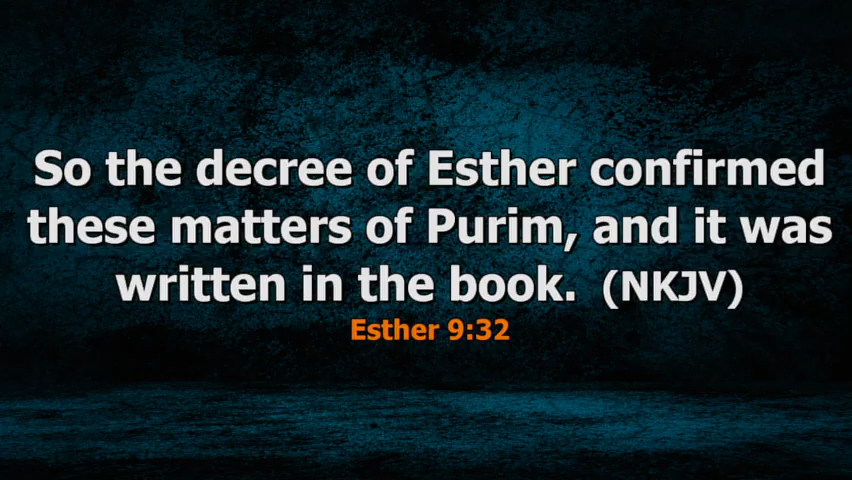 So the decree of Esther confirmed
these matters of Purim, and it was
written in the book.  (NKJV)
Esther 9:32